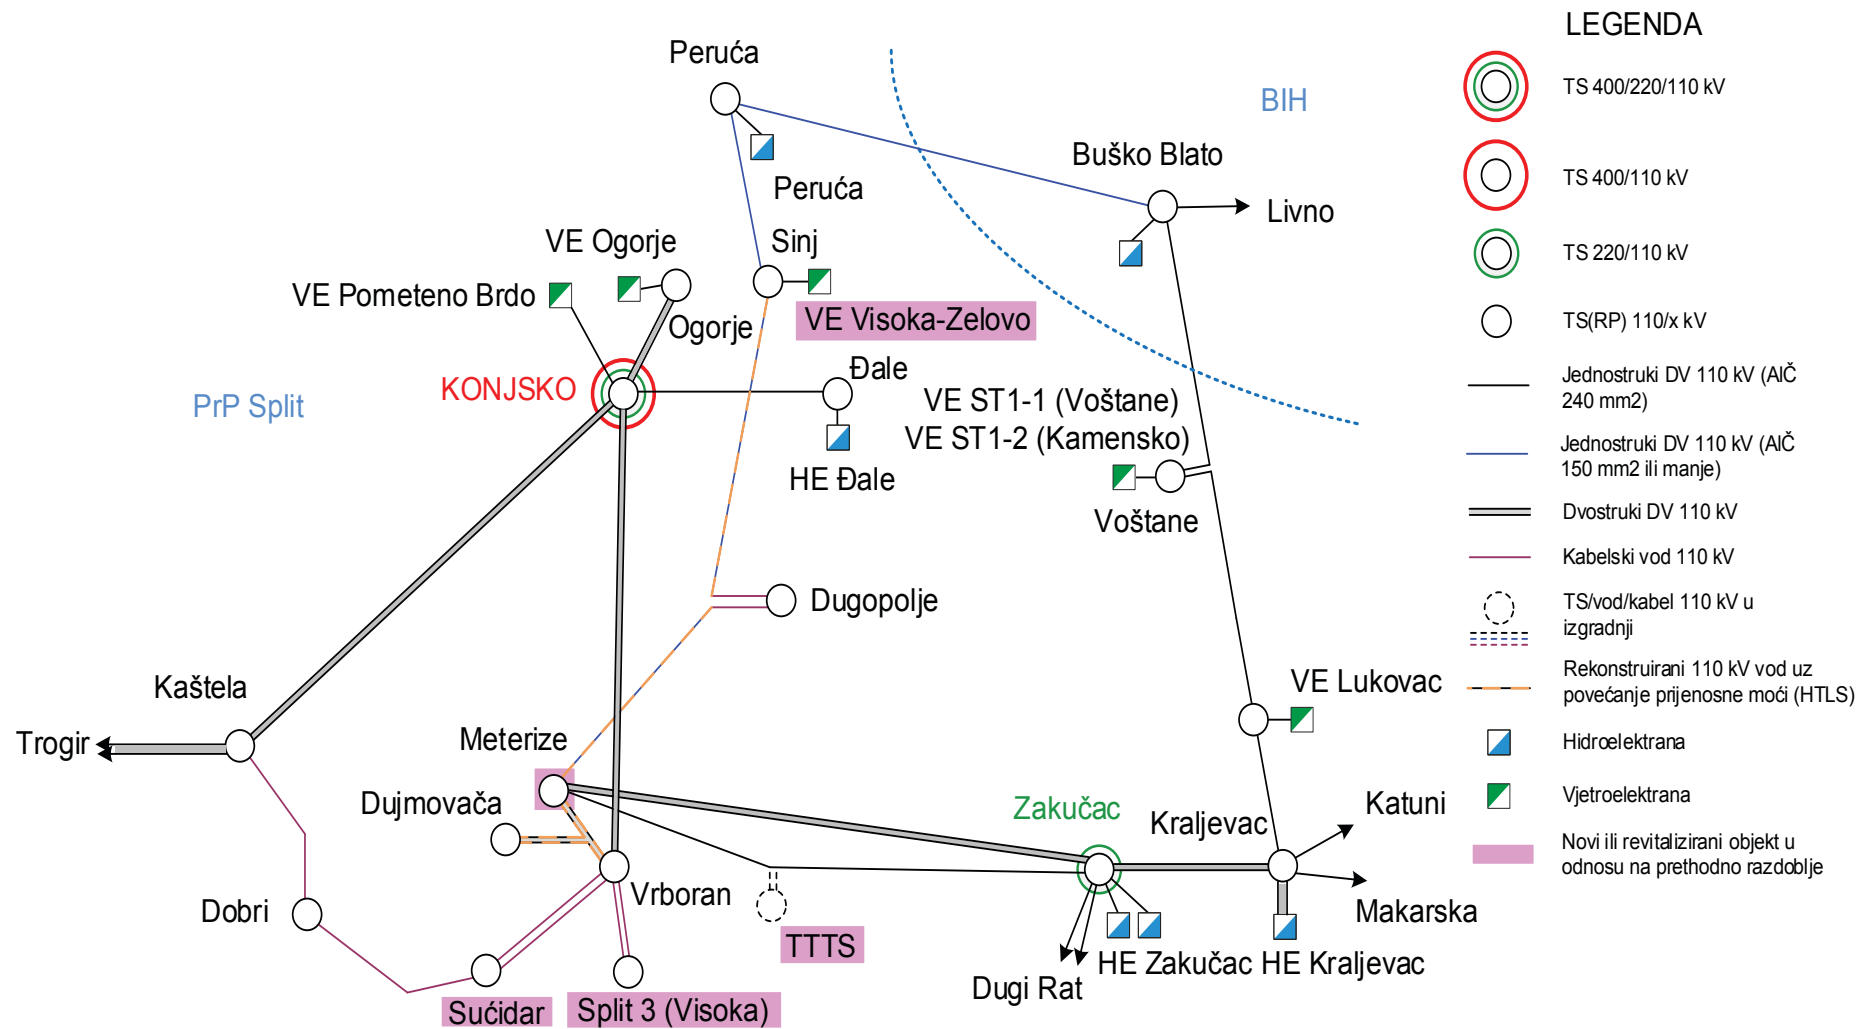 LEGENDA
TS 400/220/110 kV
TS 400/110 kV
TS 220/110 kV
TS(RP) 110/x kV
Jednostruki DV 110 kV (AIČ
240 mm2)
Jednostruki DV 110 kV (AIČ
150 mm2 ili manje)
Dvostruki DV 110 kV
Kabelski vod 110 kV
TS/vod/kabel 110 kV u
izgradnji
Rekonstruirani 110 kV vod uz
povećanje prijenosne moći (HTLS)
Hidroelektrana
Vjetroelektrana
Novi ili revitalizirani objekt u
odnosu na prethodno razdoblje
Peruća
BIH
Buško Blato
Peruća
Livno
VE Ogorje
Sinj
VE Pometeno Brdo
Ogorje
VE Visoka-Zelovo
KONJSKO
Đale
PrP Split
VE ST1-1 (Voštane)
VE ST1-2 (Kamensko)
HE Đale
Voštane
Dugopolje
Kaštela
VE Lukovac
Trogir
Meterize
Dujmovača
Zakučac
Kraljevac
Katuni
Vrboran
Dobri
Makarska
TTTS
HE Zakučac
HE Kraljevac
Dugi Rat
Sućidar
Split 3 (Visoka)